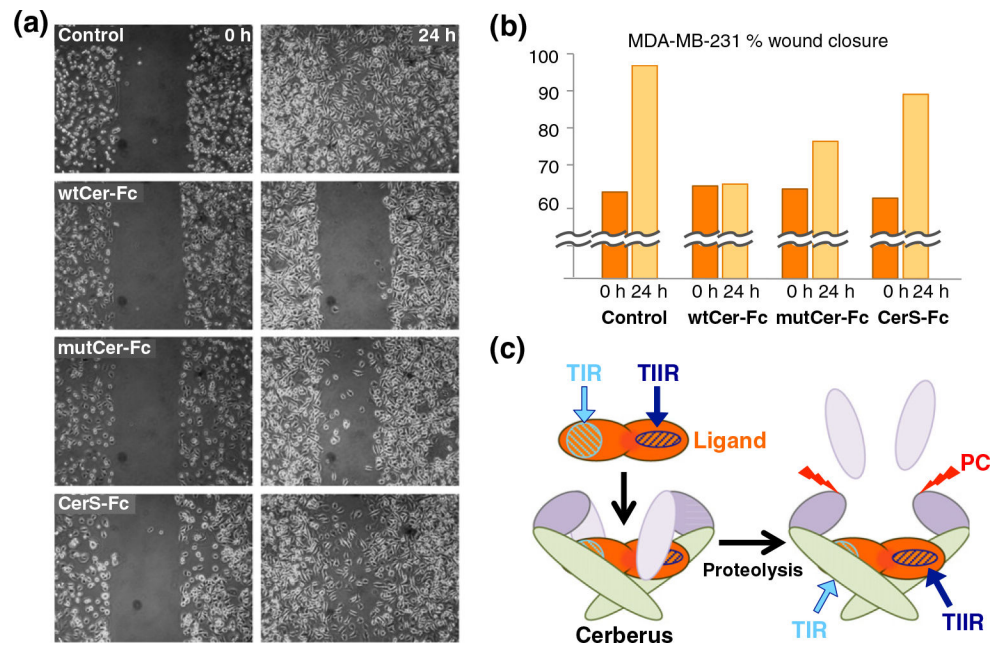 (a)
Control 0 h
24 h
wtCer-Fc
mutCer-Fc
CerS-Fc
(b)
MDA-MB-231 % wound closure
100
90
80
70
60
0 h 24 h 0 h 24 h 0 h 24 h 0 h 24 h
Control wtCer-Fc mutCer-Fc CerS-Fc
(c)
TIR TIIR
Ligand
PC
Proteolysis
Cerberus
TIR
TIIR